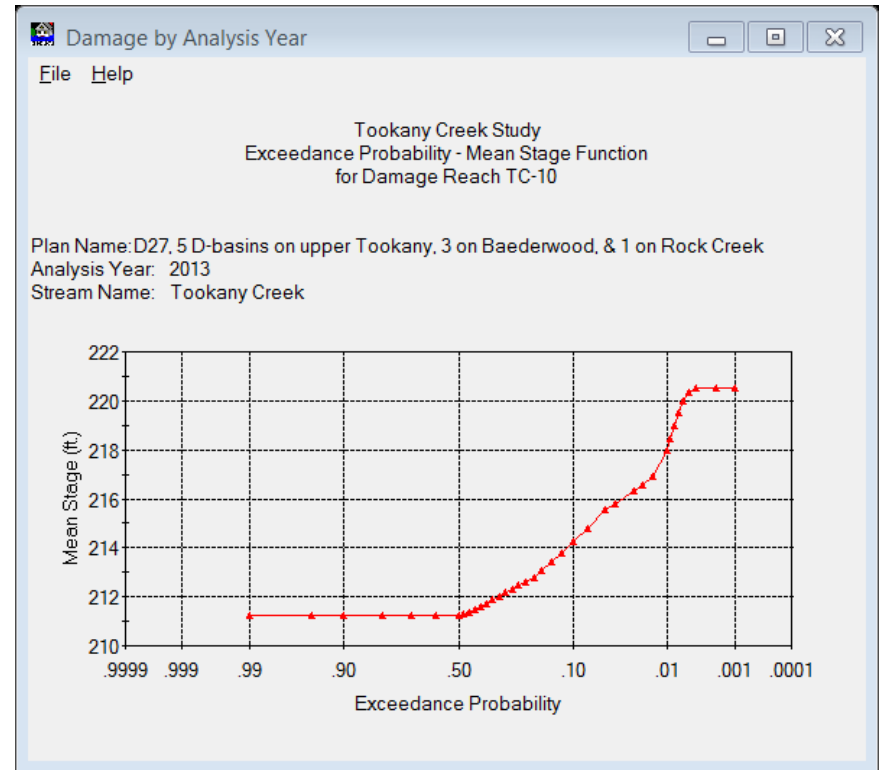 Damage by Analysis Year
File Help
Tookany Creek Study
Exceedance Probability - Mean Stage Function
for Damage Reach TC-10
Plan Name:D27, 5 D-basins on upper Tookany, 3 on Baederwood, & 1 on Rock Creek
Analysis Year: 2013
Stream Name: Tookany Creek
222
220
218
216
214
212
210
Mean Stage (ft.)
.9999 .999 .99 .90 .50 .10 .01 .001 .0001
Exceedance Probability